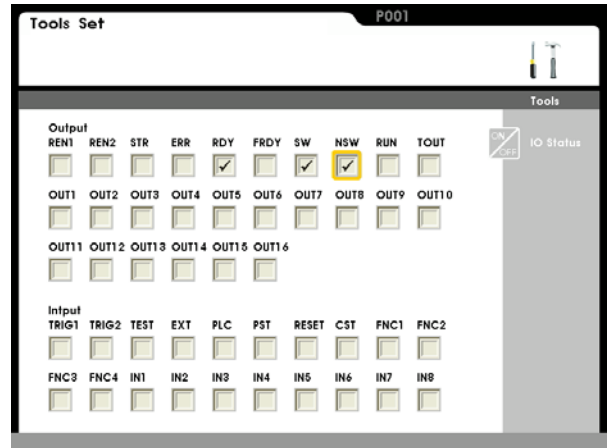 Tools Set
P001
Tools
ON/OFF IO Status
Output
REN1 REN2 STR ERR RDY FRDY SW NSW RUN TOUT
OUT1 OUT2 OUT3 OUT4 OUT5 OUT6 OUT7 OUT8 OUT9 OUT10
OUT11 OUT12 OUT13 OUT14 OUT15 OUT16
Intput
TRIG1 TRIG2 TEST EXT PLC PST RESET CST FNC1 FNC2
FNC3 FNC4 IN1 IN2 IN3 IN4 IN5 IN6 IN7 IN8